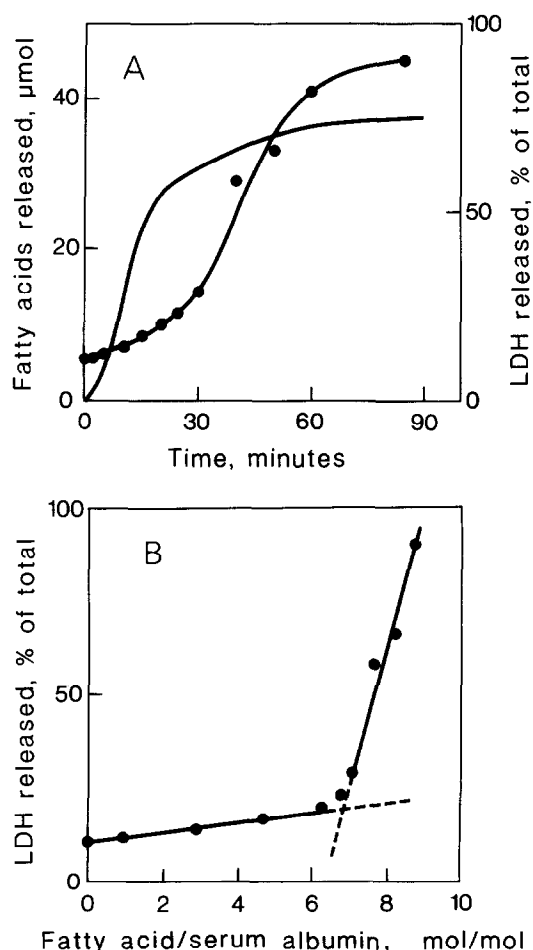 A
Fatty acids released, µmol
40
20
0
LDH released, % of total
100
50
0
0 30 60 90
Time, minutes
B
LDH released, % of total
100
50
0
0 2 4 6 8 10
Fatty acid/serum albumin, mol/mol